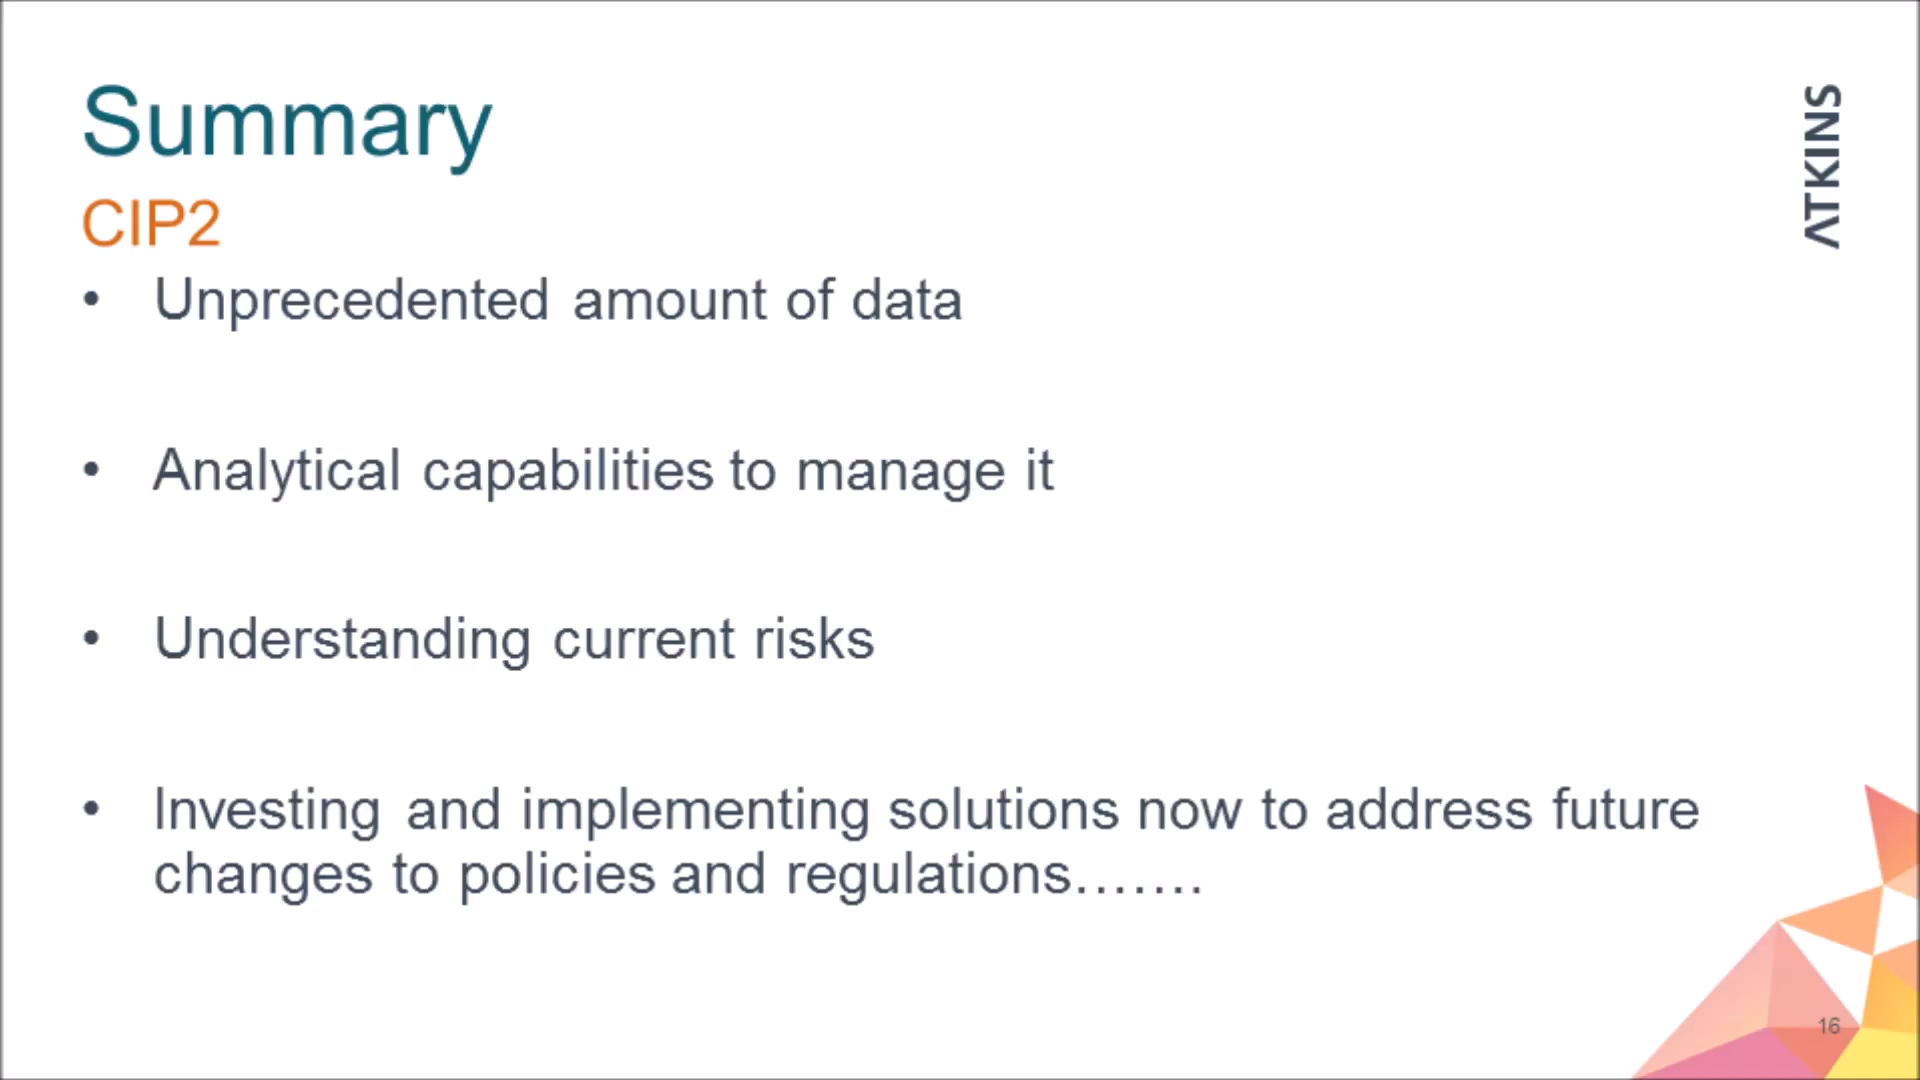 Summary
CIP2
• Unprecedented amount of data
• Analytical capabilities to manage it
• Understanding current risks
• Investing and implementing solutions now to address future
changes to policies and regulations.......
ATKINS
16